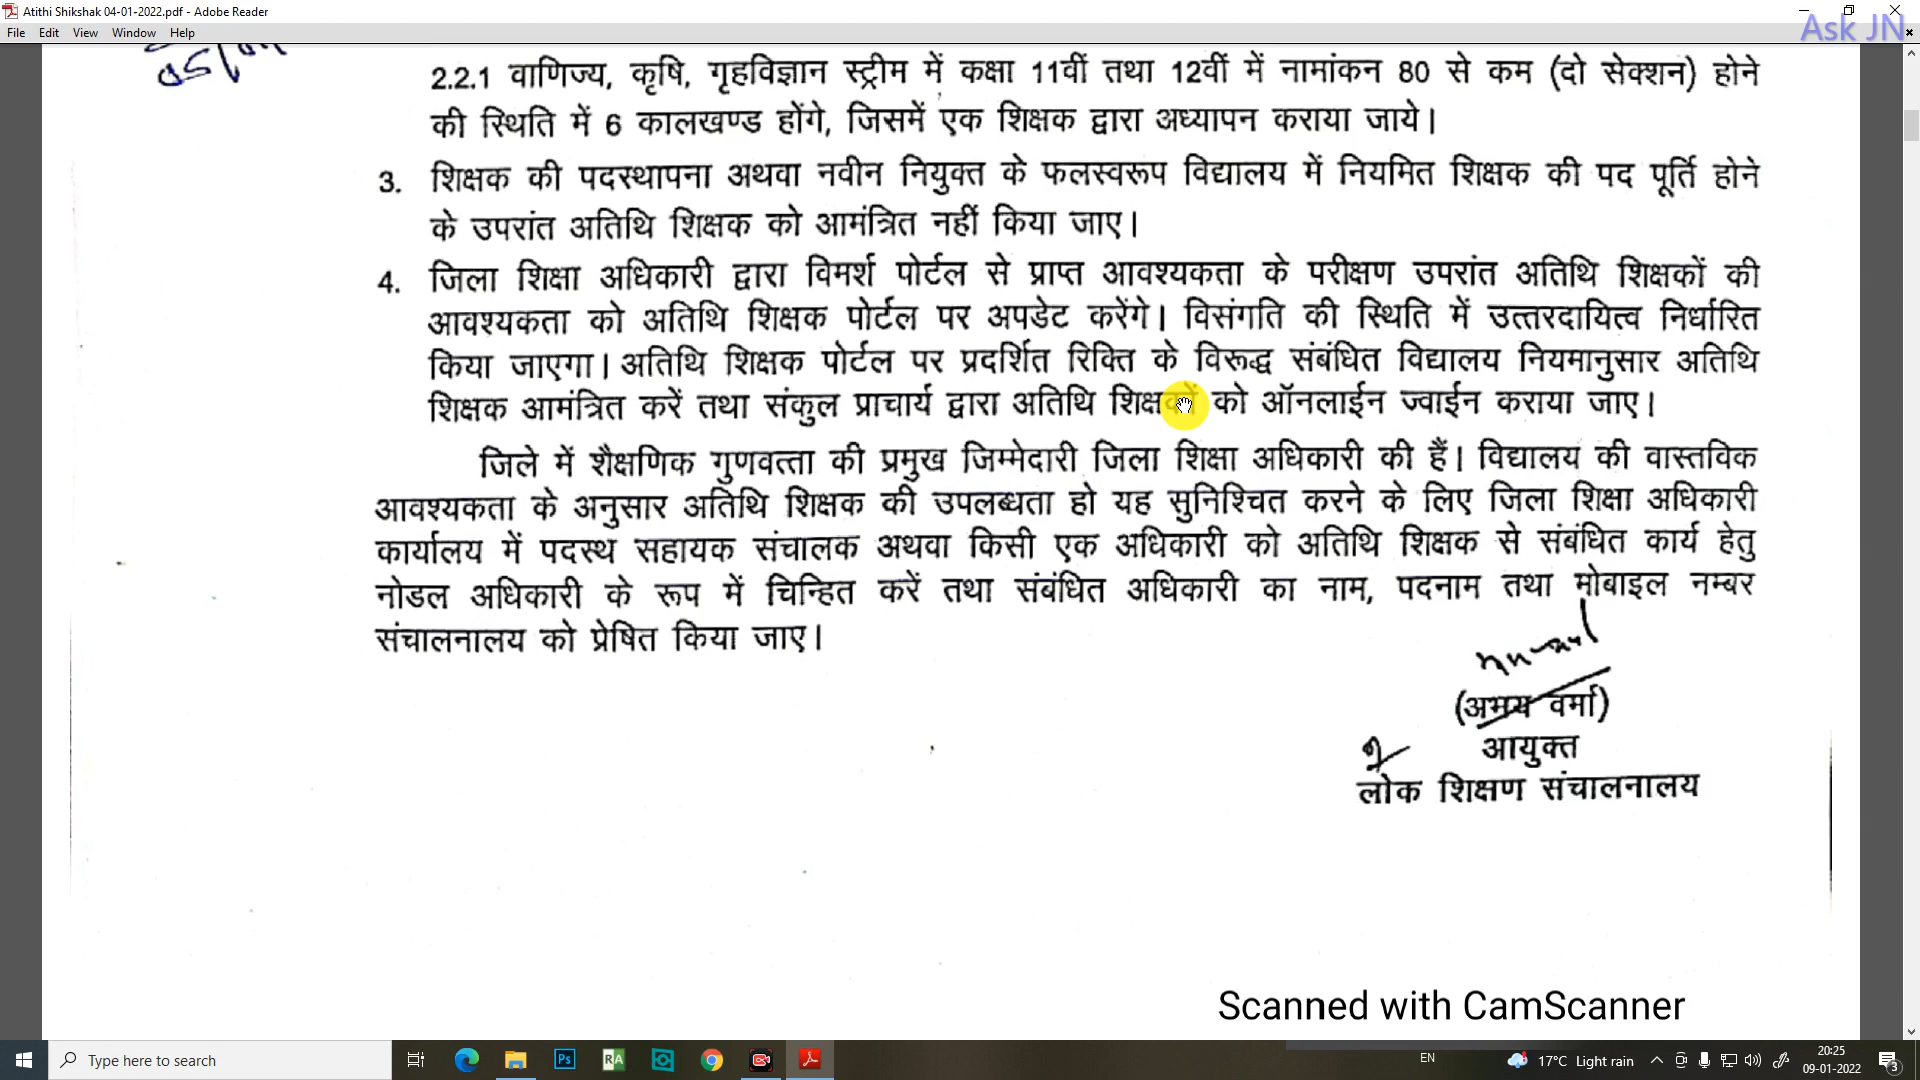 Atithi Shikshak 04-01-2022.pdf - Adobe Reader
Ask JN
File Edit View Window Help
2.2.1 वाणिज्य, कृषि, गृहविज्ञान स्ट्रीम में कक्षा 11वीं तथा 12वीं में नामांकन 80 से कम (दो सेक्शन) होने
की स्थिति में 6 कालखण्ड होंगे, जिसमें एक शिक्षक द्वारा अध्यापन कराया जाये।
3. शिक्षक की पदस्थापना अथवा नवीन नियुक्त के फलस्वरूप विद्यालय में नियमित शिक्षक की पद पूर्ति होने
के उपरांत अतिथि शिक्षक को आमंत्रित नहीं किया जाए।
4. जिला शिक्षा अधिकारी द्वारा विमर्श पोर्टल से प्राप्त आवश्यकता के परीक्षण उपरांत अतिथि शिक्षकों की
आवश्यकता को अतिथि शिक्षक पोर्टल पर अपडेट करेंगे। विसंगति की स्थिति में उत्तरदायित्व निर्धारित
किया जाएगा। अतिथि शिक्षक पोर्टल पर प्रदर्शित रिक्ति के विरूद्ध संबंधित विद्यालय नियमानुसार अतिथि
शिक्षक आमंत्रित करें तथा संकुल प्राचार्य द्वारा अतिथि शिक्षकों को ऑनलाईन ज्वाईन कराया जाए।
जिले में शैक्षणिक गुणवत्ता की प्रमुख जिम्मेदारी जिला शिक्षा अधिकारी की हैं। विद्यालय की वास्तविक
आवश्यकता के अनुसार अतिथि शिक्षक की उपलब्धता हो यह सुनिश्चित करने के लिए जिला शिक्षा अधिकारी
कार्यालय में पदस्थ सहायक संचालक अथवा किसी एक अधिकारी को अतिथि शिक्षक से संबंधित कार्य हेतु
नोडल अधिकारी के रूप में चिन्हित करें तथा संबंधित अधिकारी का नाम, पदनाम तथा मोबाइल नम्बर
संचालनालय को प्रेषित किया जाए।
(अभय वर्मा)
आयुक्त
लोक शिक्षण संचालनालय
Scanned with CamScanner
Type here to search
EN
17°C Light rain
20:25
09-01-2022
3